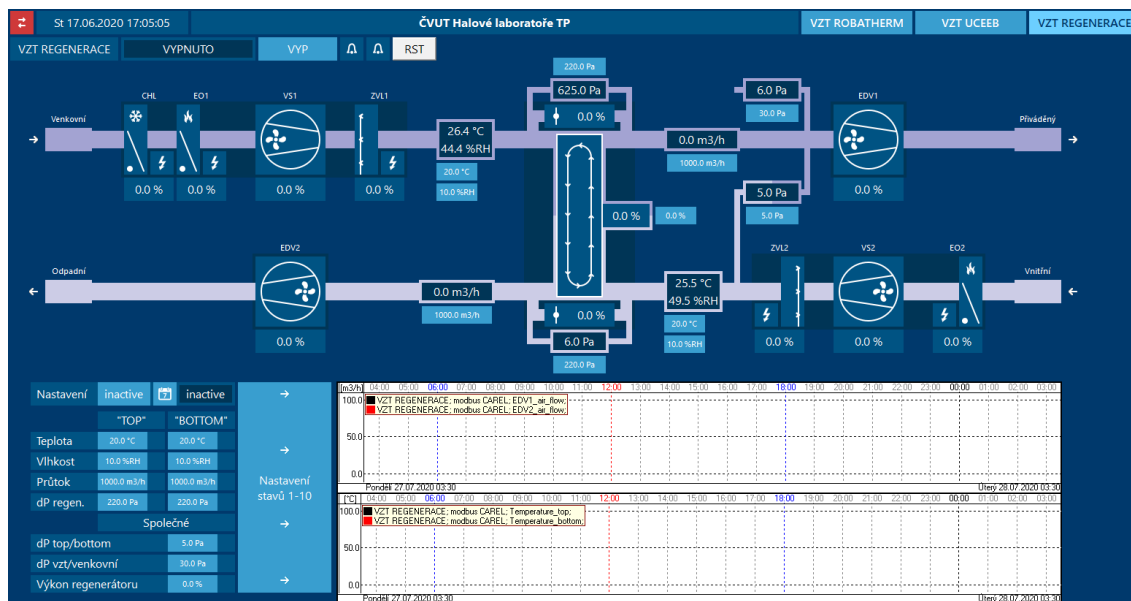 St 17.06.2020 17:05:05 ČVUT Halové laboratoře TP VZT ROBATHERM VZT UCEEB VZT REGENERACE
VZT REGENERACE VYPNUTO VYP RST
220.0 Pa
625.0 Pa 6.0 Pa
CHL EO1 VS1 ZVL1 EDV1
0.0 % 30.0 Pa
Venkovní Přiváděný
26.4 °C 0.0 m3/h
44.4 %RH
20.0 °C 1000.0 m3/h
0.0 % 0.0 % 0.0 % 0.0 % 10.0 %RH 5.0 Pa 0.0 %
0.0 % 0.0 % 5.0 Pa
EDV2 ZVL2 VS2 EO2
Odpadní Vnitřní
0.0 m3/h 25.5 °C
49.5 %RH
1000.0 m3/h 0.0 % 20.0 °C
0.0 % 6.0 Pa 10.0 %RH 0.0 % 0.0 % 0.0 %
220.0 Pa
Nastavení inactive 7 inactive
"TOP" "BOTTOM"
Teplota 20.0 °C 20.0 °C
Vlhkost 10.0 %RH 10.0 %RH
Průtok 1000.0 m3/h 1000.0 m3/h
dP regen. 220.0 Pa 220.0 Pa
Společné
dP top/bottom 5.0 Pa
dP vzt/venkovní 30.0 Pa
Výkon regenerátoru 0.0 %
Nastavení
stavů 1-10
[m3/h] 04:00 05:00 06:00 07:00 08:00 09:00 10:00 11:00 12:00 13:00 14:00 15:00 16:00 17:00 18:00 19:00 20:00 21:00 22:00 23:00 00:00 01:00 02:00 03:00
100.0 VZT REGENERACE; modbus CAREL; EDV1_air_flow;
VZT REGENERACE; modbus CAREL; EDV2_air_flow;
50.0
0.0
Pondělí 27.07.2020 03:30 Úterý 28.07.2020 03:30
[°C] 04:00 05:00 06:00 07:00 08:00 09:00 10:00 11:00 12:00 13:00 14:00 15:00 16:00 17:00 18:00 19:00 20:00 21:00 22:00 23:00 00:00 01:00 02:00 03:00
100.0 VZT REGENERACE; modbus CAREL; Temperature_top;
VZT REGENERACE; modbus CAREL; Temperature_bottom;
50.0
0.0
Pondělí 27.07.2020 03:30 Úterý 28.07.2020 03:30